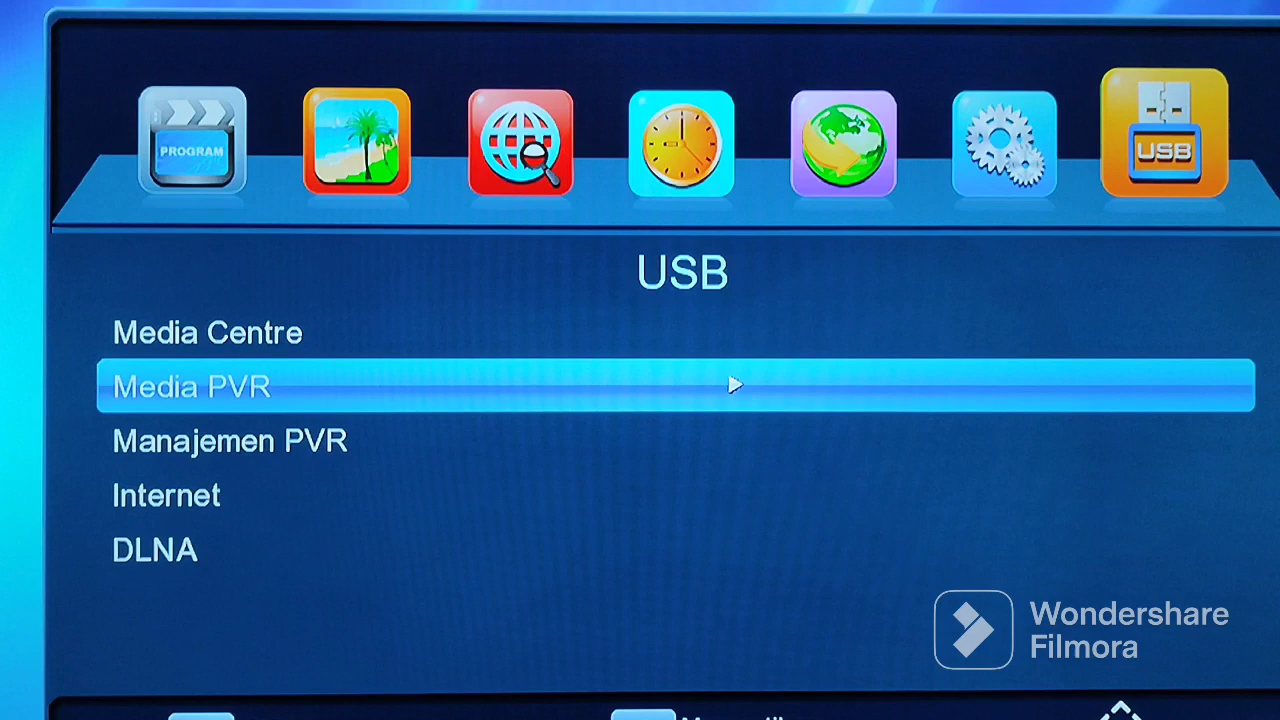 PROGRAM
USB
USB
Media Centre
Media PVR
Manajemen PVR
Internet
DLNA
Wondershare
Filmora